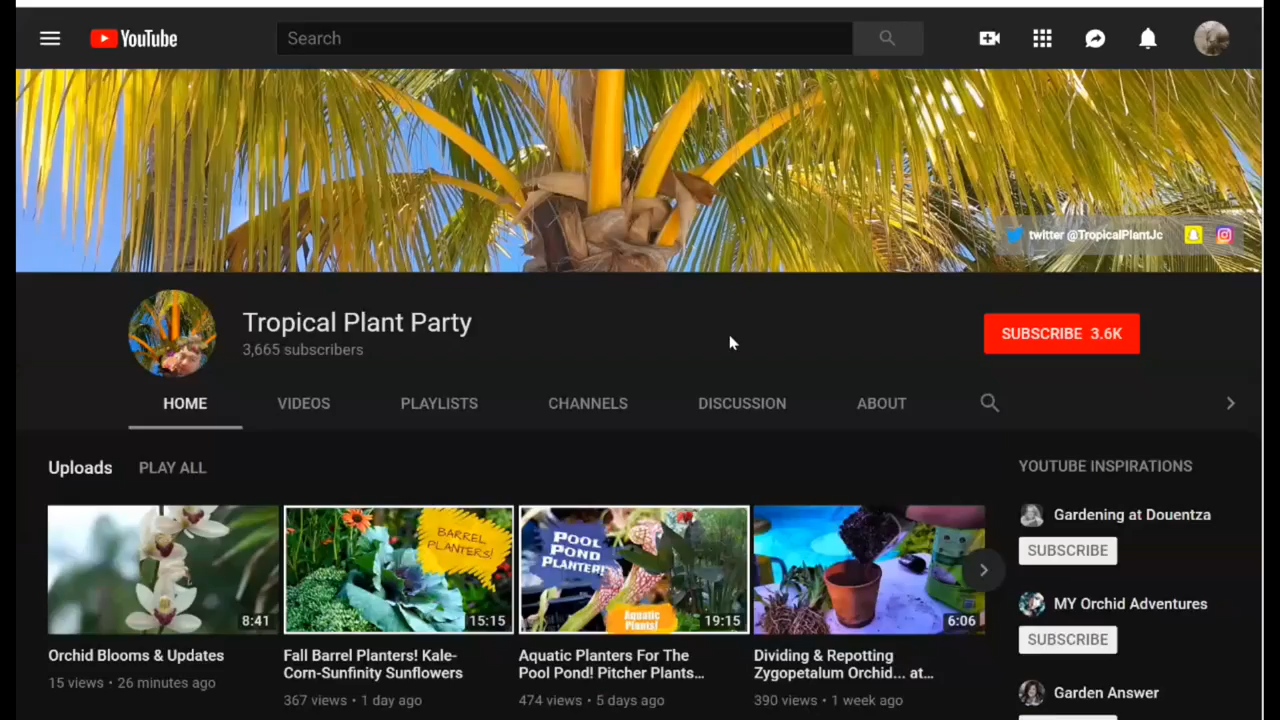 YouTube
Search
twitter @TropicalPlantJc
Tropical Plant Party
3,665 subscribers
SUBSCRIBE 3.6K
HOME
VIDEOS
PLAYLISTS
CHANNELS
DISCUSSION
ABOUT
Uploads
PLAY ALL
8:41
Orchid Blooms & Updates
15 views • 26 minutes ago
BARREL
PLANTERS!
15:15
Fall Barrel Planters! Kale-
Corn-Sunfinity Sunflowers
367 views • 1 day ago
POOL
POND
PLANTER!
Aquatic
Plants!
19:15
Aquatic Planters For The
Pool Pond! Pitcher Plants...
474 views • 5 days ago
6:06
Dividing & Repotting
Zygopetalum Orchid... at...
390 views • 1 week ago
YOUTUBE INSPIRATIONS
Gardening at Douentza
SUBSCRIBE
MY Orchid Adventures
SUBSCRIBE
Garden Answer